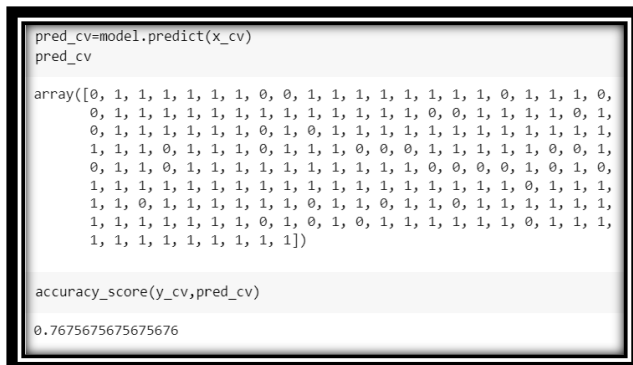 pred_cv=model.predict(x_cv)
pred_cv
array([0, 1, 1, 1, 1, 1, 1, 0, 0, 1, 1, 1, 1, 1, 1, 1, 1, 0, 1, 1, 1, 0,
0, 1, 1, 1, 1, 1, 1, 1, 1, 1, 1, 1, 1, 1, 0, 0, 1, 1, 1, 1, 0, 1,
0, 1, 1, 1, 1, 1, 1, 0, 1, 0, 1, 1, 1, 1, 1, 1, 1, 1, 1, 1, 1, 1,
1, 1, 1, 0, 1, 1, 1, 0, 1, 1, 1, 0, 0, 0, 1, 1, 1, 1, 1, 0, 0, 1,
0, 1, 1, 0, 1, 1, 1, 1, 1, 1, 1, 1, 1, 1, 0, 0, 0, 0, 1, 0, 1, 0,
1, 1, 1, 1, 1, 1, 1, 1, 1, 1, 1, 1, 1, 1, 1, 1, 1, 1, 0, 1, 1, 1,
1, 1, 0, 1, 1, 1, 1, 1, 1, 0, 1, 1, 0, 1, 1, 0, 1, 1, 1, 1, 1, 1,
1, 1, 1, 1, 1, 1, 1, 0, 1, 0, 1, 0, 1, 1, 1, 1, 1, 1, 0, 1, 1, 1,
1, 1, 1, 1, 1, 1, 1, 1, 1])
accuracy_score(y_cv,pred_cv)
0.7675675675675676